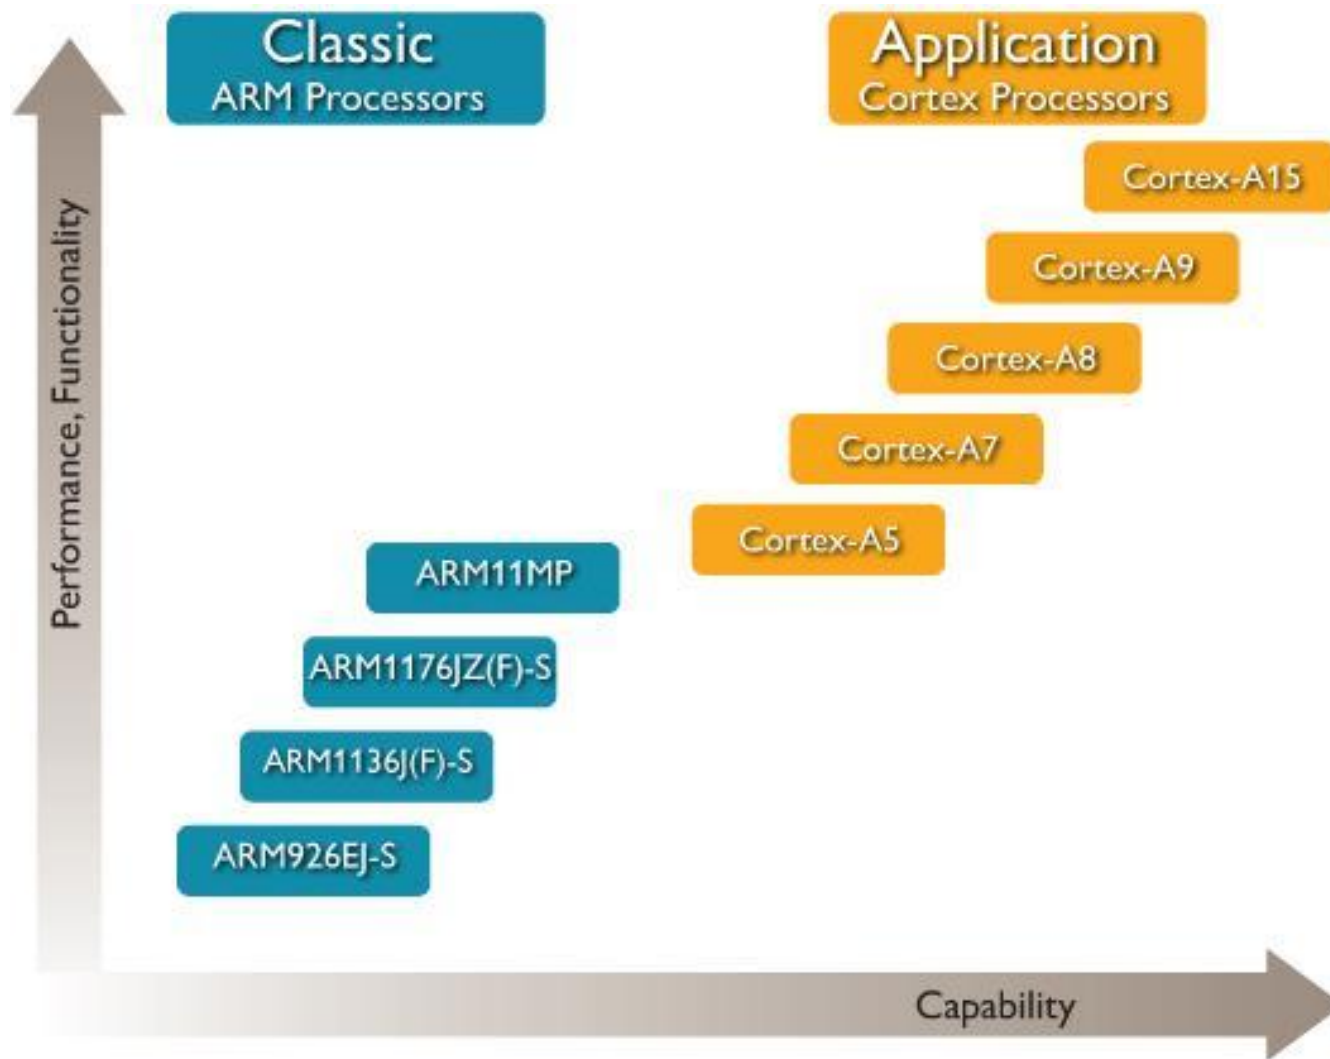 Classic
ARM Processors
Application
Cortex Processors
Cortex-A15
Cortex-A9
Cortex-A8
Cortex-A7
Cortex-A5
ARM11MP
ARM1176JZ(F)-S
ARM1136J(F)-S
ARM926EJ-S
Performance, Functionality
Capability